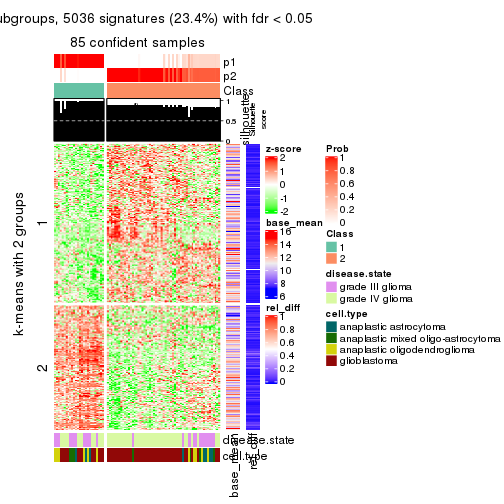 ubgroups, 5036 signatures (23.4%) with fdr < 0.05
85 confident samples
p1
p2
Class
1
0.5
0
silhouette
Silhouette
score
k-means with 2 groups
1
2
disease.state
cell.type
base_mean
rel_diff
z-score
2
1
0
-1
-2
base_mean
16
14
12
10
8
6
rel_diff
1
0.8
0.6
0.4
0.2
0
Prob
1
0.8
0.6
0.4
0.2
0
Class
1
2
disease.state
grade III glioma
grade IV glioma
cell.type
anaplastic astrocytoma
anaplastic mixed oligo-astrocytoma
anaplastic oligodendroglioma
glioblastoma